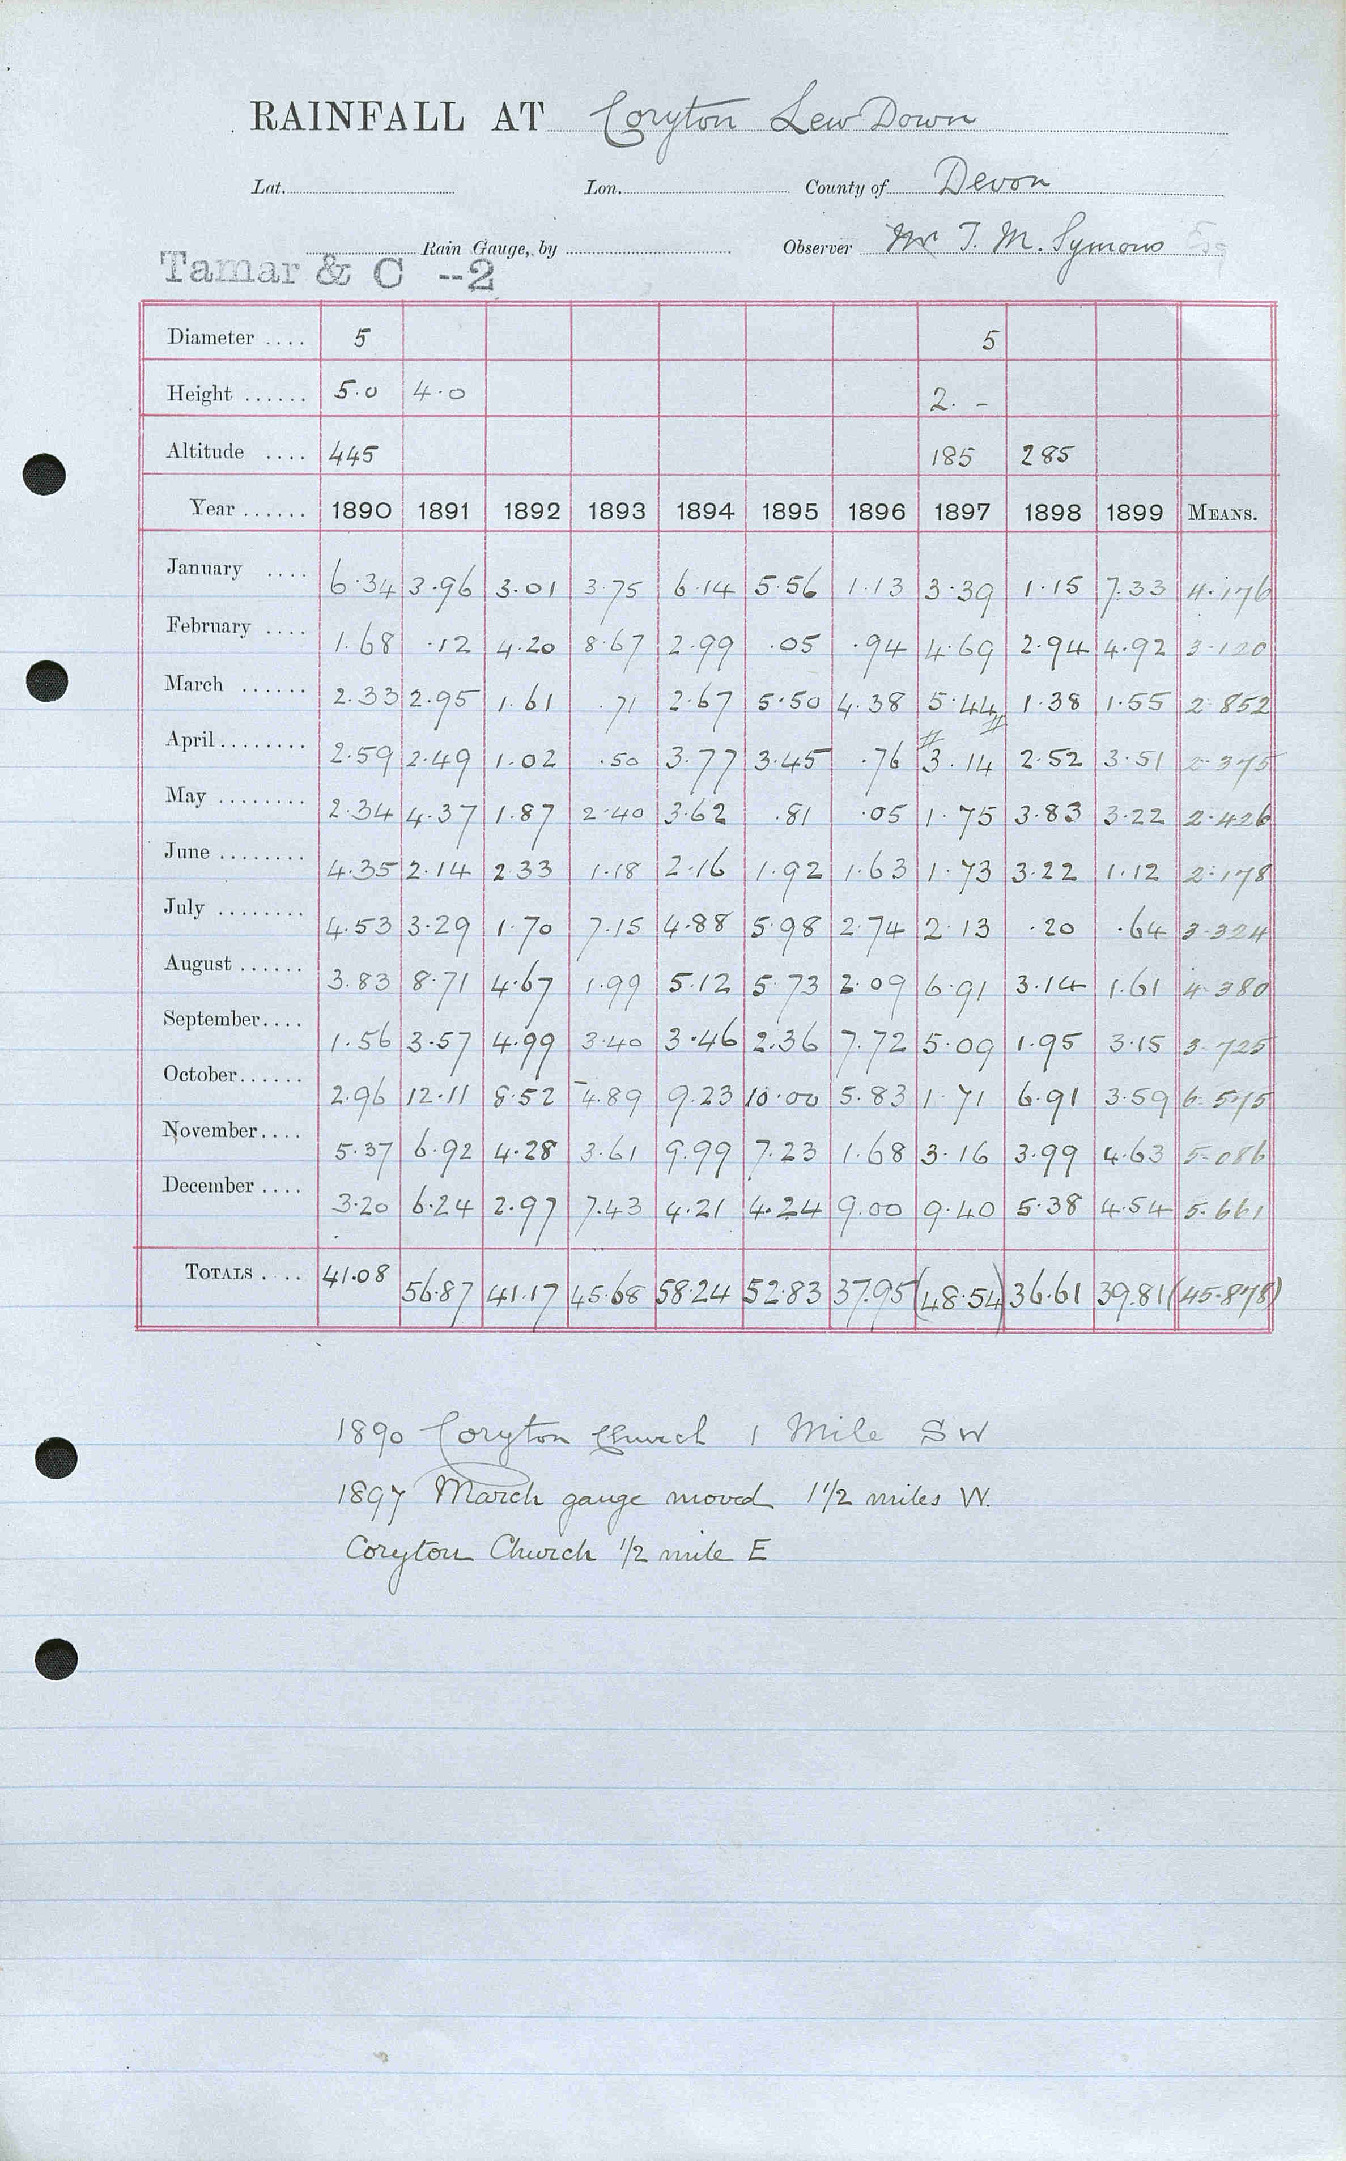 RAINFALL AT Coryton Lew Down
Lat. Lon. County of Devon
Rain Gauge, by Observer Mr T. M. Symons Esq
Tamar & C --2
Diameter .... 5 5
Height ...... 5.0 4.0 2. -
Altitude .... 445 185 285
Year ...... 1890 1891 1892 1893 1894 1895 1896 1897 1898 1899 MEANS.
January .... 6.34 3.96 3.01 3.75 6.14 5.56 1.13 3.39 1.15 7.33 4.176
February .... 1.68 .12 4.20 8.67 2.99 .05 .94 4.69 2.94 4.92 3.120
March ...... 2.33 2.95 1.61 .71 2.67 5.50 4.38 5.44 1.38 1.55 2.852
April ........ 2.59 2.49 1.02 .50 3.77 3.45 .76 3.14 2.52 3.51 2.375
May ........ 2.34 4.37 1.87 2.40 3.62 .81 .05 1.75 3.83 3.22 2.426
June ........ 4.35 2.14 2.33 1.18 2.16 1.92 1.63 1.73 3.22 1.12 2.178
July ........ 4.53 3.29 1.70 7.15 4.88 5.98 2.74 2.13 .20 .64 3.324
August ...... 3.83 8.71 4.67 1.99 5.12 5.73 2.09 6.91 3.14 1.61 4.380
September .... 1.56 3.57 4.99 3.40 3.46 2.36 7.72 5.09 1.95 3.15 3.725
October ...... 2.96 12.11 8.52 4.89 9.23 10.00 5.83 1.71 6.91 3.59 6.575
November .... 5.37 6.92 4.28 3.61 9.99 7.23 1.68 3.16 3.99 4.63 5.086
December .... 3.20 6.24 2.97 7.43 4.21 4.24 9.00 9.40 5.38 4.54 5.661
TOTALS .... 41.08 56.87 41.17 45.68 58.24 52.83 37.95 (48.54) 36.61 39.81 (45.878)
1890 Coryton Church 1 Mile SW
1897 March gauge moved 1 1/2 miles W.
Coryton Church 1/2 mile E